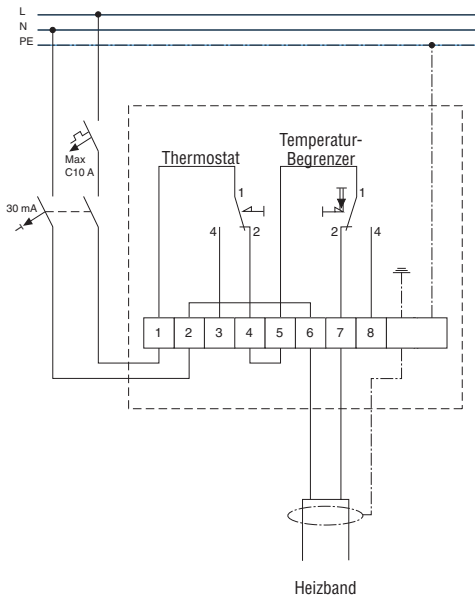 L
N
PE
Max
C10 A
30 mA
Thermostat
Temperatur-
Begrenzer
1
4
2
1
2
4
1 2 3 4 5 6 7 8
Heizband